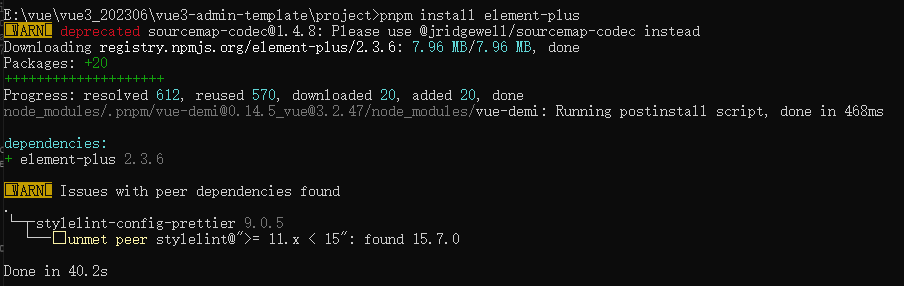 E:\vue\vue3_202306\vue3-admin-template\project>pnpm install element-plus
WARN deprecated sourcemap-codec@1.4.8: Please use @jridgewell/sourcemap-codec instead
Downloading registry.npmjs.org/element-plus/2.3.6: 7.96 MB/7.96 MB, done
Packages: +20
++++++++++++++++++++
Progress: resolved 612, reused 570, downloaded 20, added 20, done
node_modules/.pnpm/vue-demi@0.14.5_vue@3.2.47/node_modules/vue-demi: Running postinstall script, done in 468ms
dependencies:
+ element-plus 2.3.6
WARN Issues with peer dependencies found
.
└─┬ stylelint-config-prettier 9.0.5
└── unmet peer stylelint@">= 11.x < 15": found 15.7.0
Done in 40.2s